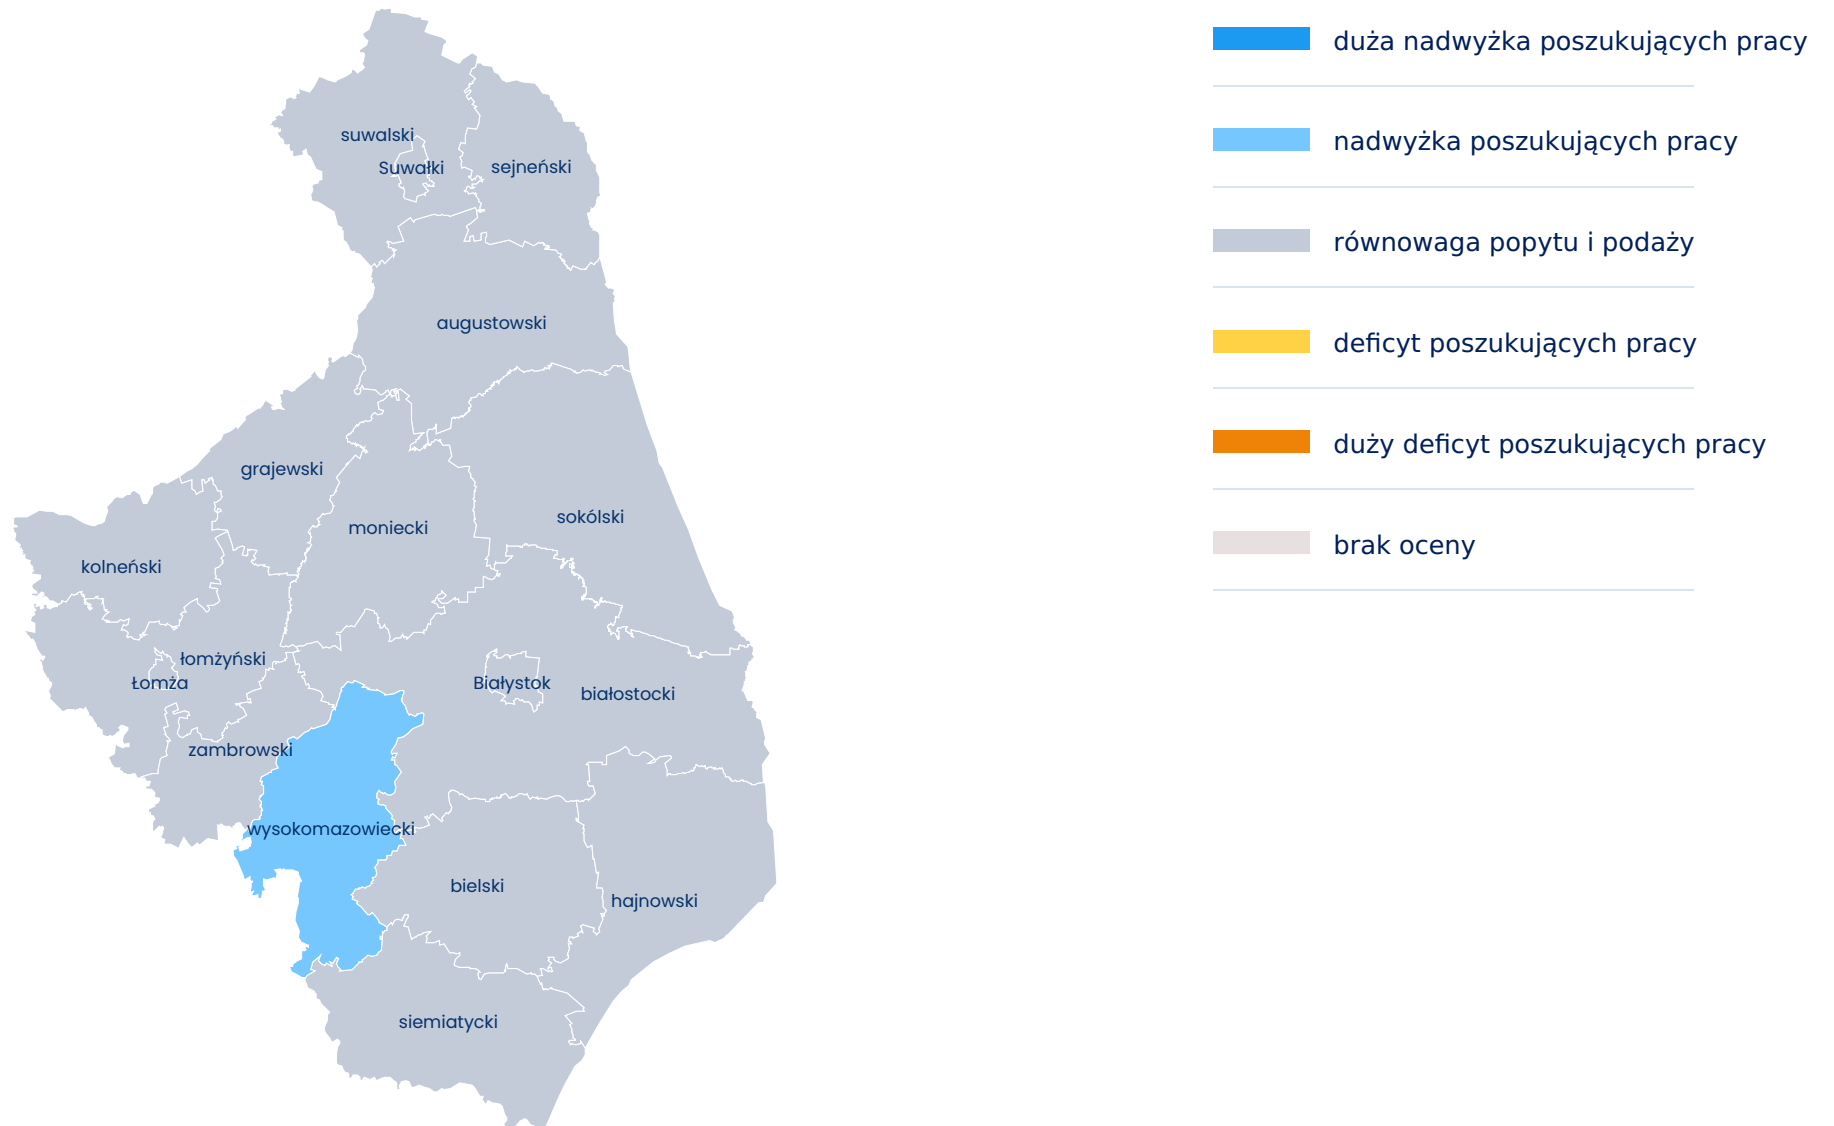 duża nadwyżka poszukujących pracy
nadwyżka poszukujących pracy
równowaga popytu i podaży
deficyt poszukujących pracy
duży deficyt poszukujących pracy
brak oceny
suwalski
Suwałki
sejneński
augustowski
grajewski
moniecki
sokólski
kolneński
łomżyński
Łomża
Białystok
białostocki
zambrowski
wysokomazowiecki
bielski
hajnowski
siemiatycki